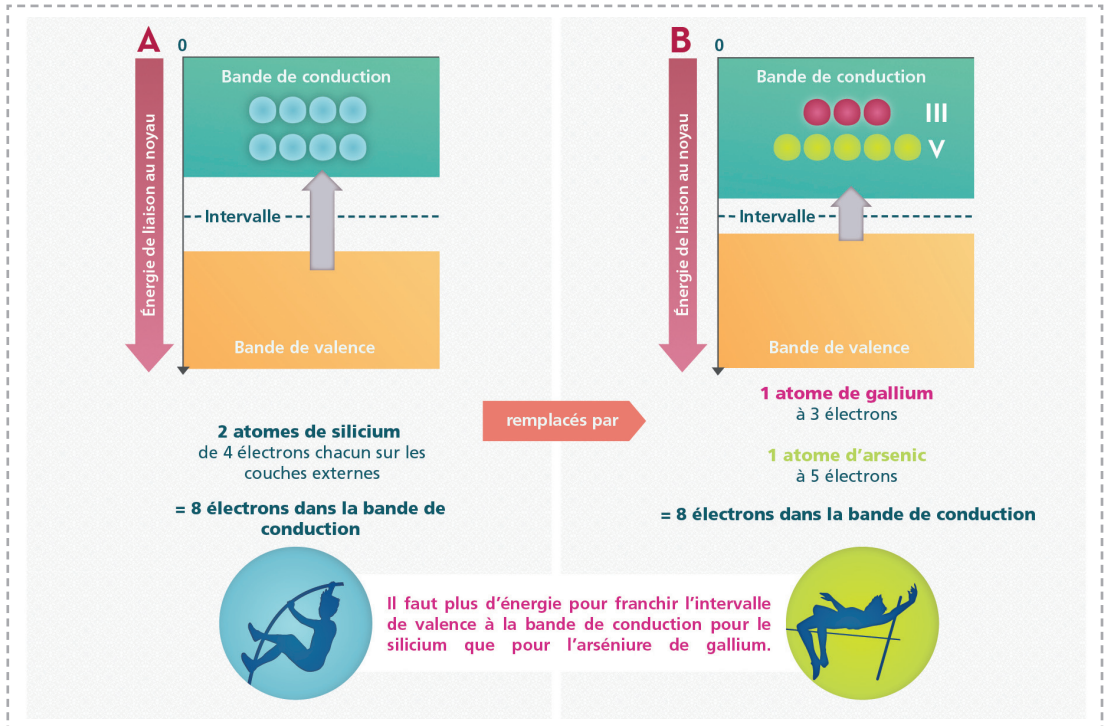 A
0
Bande de conduction
Énergie de liaison au noyau
Intervalle
Bande de valence
2 atomes de silicium
de 4 électrons chacun sur les
couches externes
= 8 électrons dans la bande de
conduction
remplacés par
B
0
Bande de conduction
III
V
Énergie de liaison au noyau
Intervalle
Bande de valence
1 atome de gallium
à 3 électrons
1 atome d'arsenic
à 5 électrons
= 8 électrons dans la bande de conduction
Il faut plus d'énergie pour franchir l'intervalle
de valence à la bande de conduction pour le
silicium que pour l'arséniure de gallium.